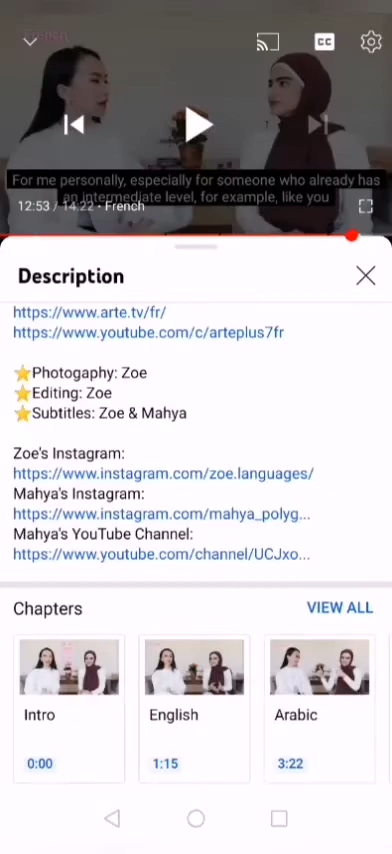 French
CC
For me personally, especially for someone who already has
an intermediate level, for example, like you
12:53 / 14:22 • French
Description
https://www.arte.tv/fr/
https://www.youtube.com/c/arteplus7fr
⭐Photogaphy: Zoe
⭐Editing: Zoe
⭐Subtitles: Zoe & Mahya
Zoe's Instagram:
https://www.instagram.com/zoe.languages/
Mahya's Instagram:
https://www.instagram.com/mahya_polyg...
Mahya's YouTube Channel:
https://www.youtube.com/channel/UCJxo...
Chapters
VIEW ALL
Intro
English
Arabic
0:00
1:15
3:22